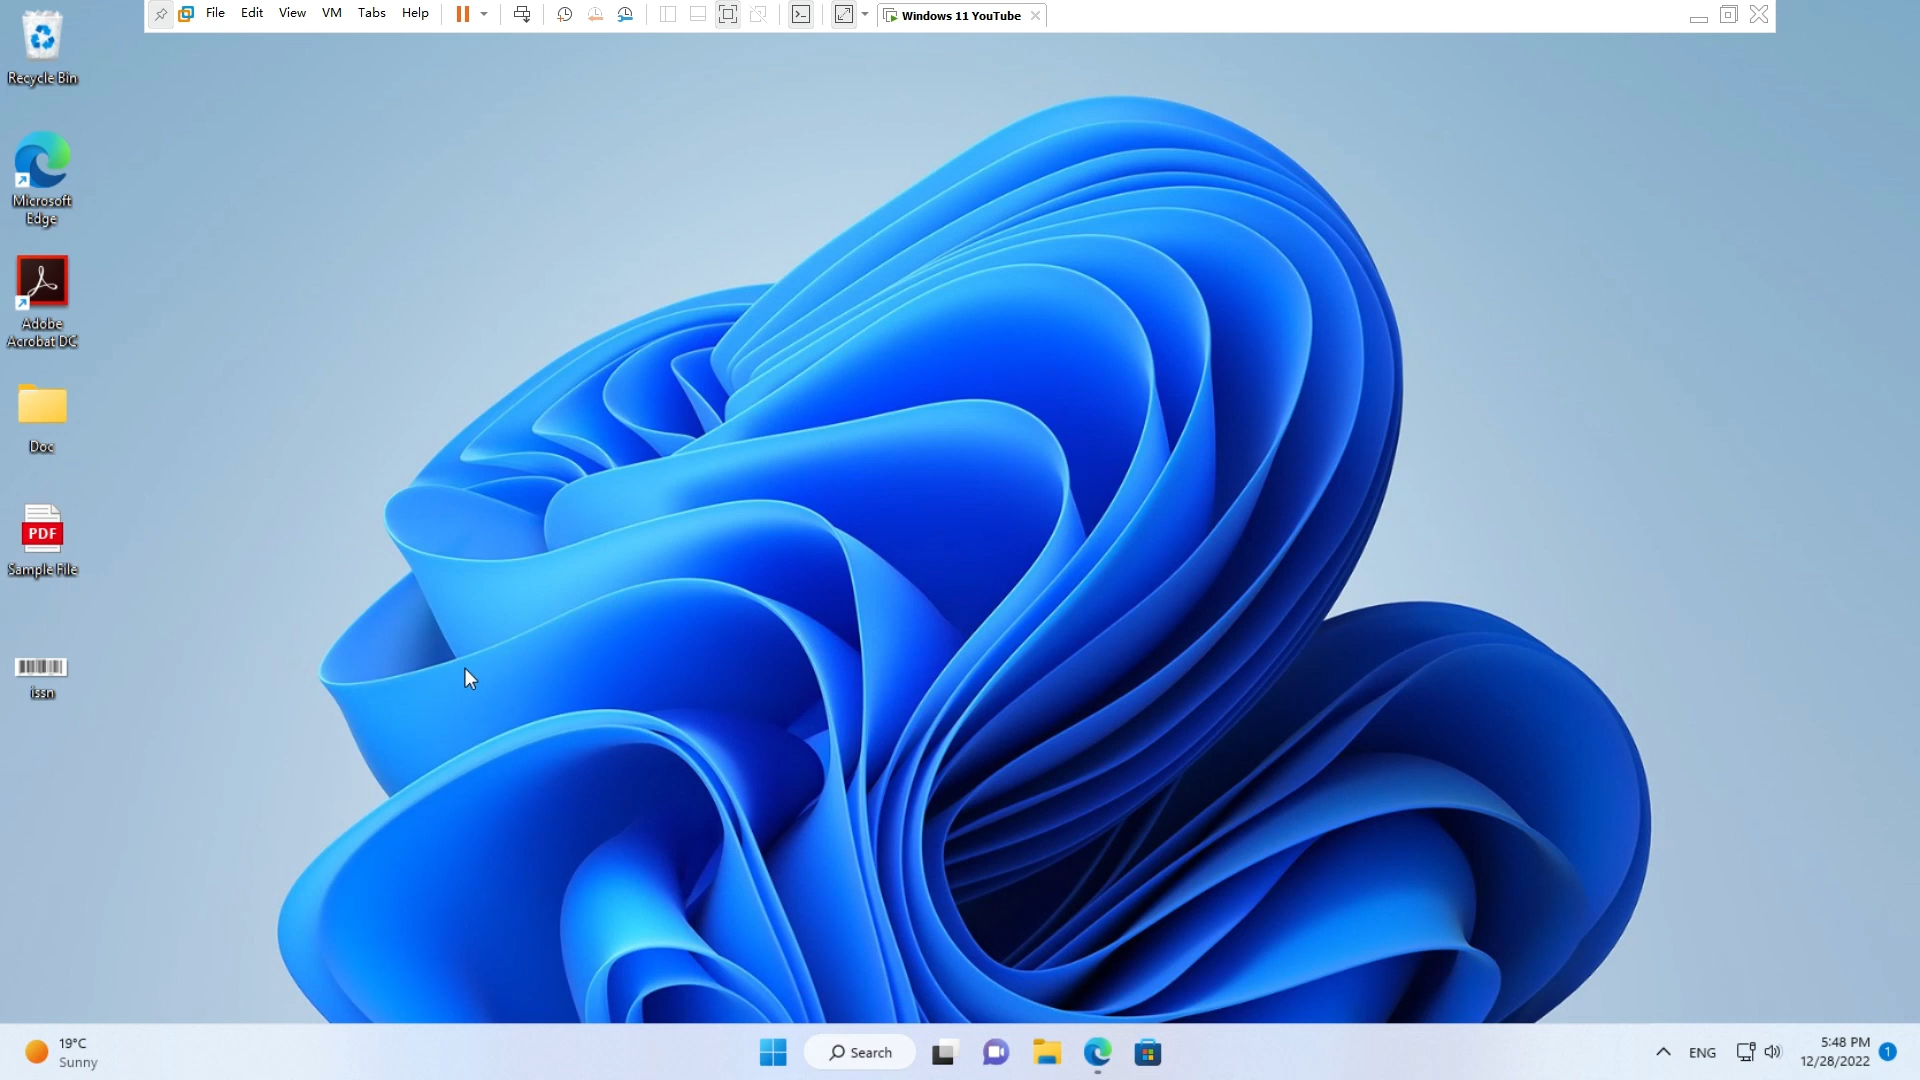 File Edit View VM Tabs Help
Windows 11 YouTube
Recycle Bin
Microsoft
Edge
Adobe
Acrobat DC
Doc
PDF
Sample File
issn
19°C
Sunny
Search
ENG
5:48 PM
12/28/2022
1